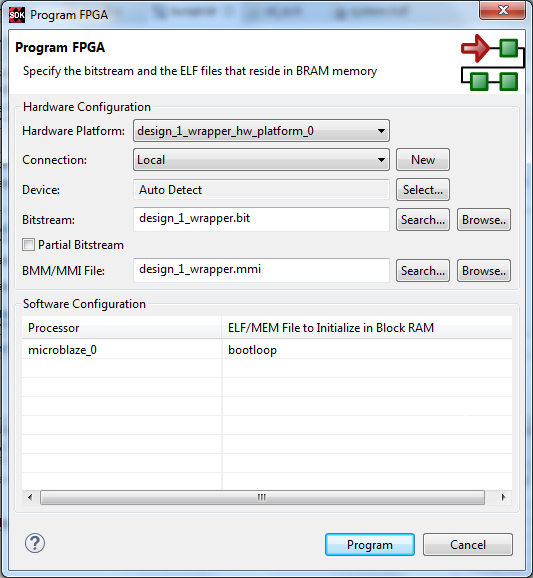 SDK Program FPGA
Program FPGA
Specify the bitstream and the ELF files that reside in BRAM memory
Hardware Configuration
Hardware Platform: design_1_wrapper_hw_platform_0
Connection: Local New
Device: Auto Detect Select...
Bitstream: design_1_wrapper.bit Search... Browse..
Partial Bitstream
BMM/MMI File: design_1_wrapper.mmi Search... Browse..
Software Configuration
Processor ELF/MEM File to Initialize in Block RAM
microblaze_0 bootloop
? Program Cancel